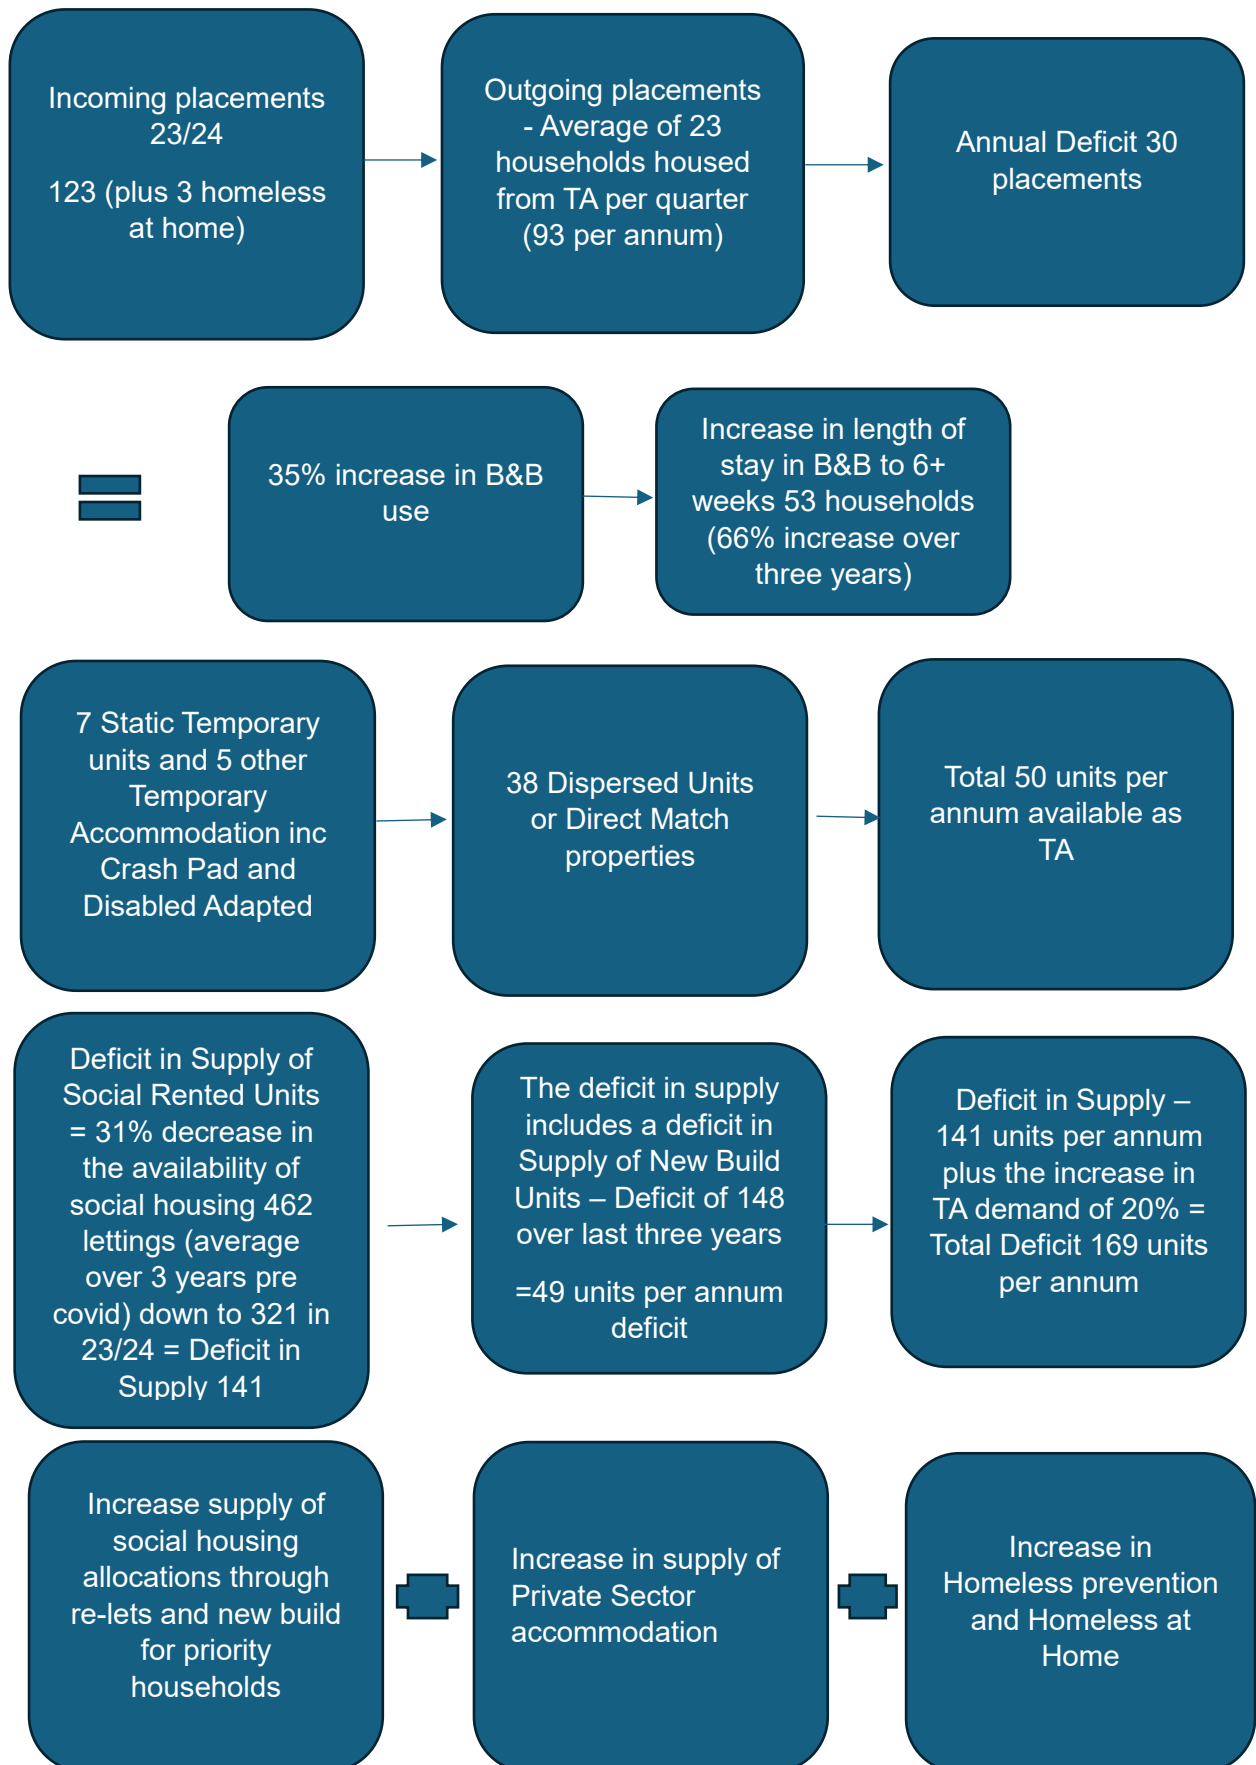 Incoming placements
23/24
123 (plus 3 homeless
at home)
Outgoing placements
- Average of 23
households housed
from TA per quarter
(93 per annum)
Annual Deficit 30
placements
35% increase in B&B
use
Increase in length of
stay in B&B to 6+
weeks 53 households
(66% increase over
three years)
7 Static Temporary
units and 5 other
Temporary
Accommodation inc
Crash Pad and
Disabled Adapted
38 Dispersed Units
or Direct Match
properties
Total 50 units per
annum available as
TA
Deficit in Supply of
Social Rented Units
= 31% decrease in
the availability of
social housing 462
lettings (average
over 3 years pre
covid) down to 321 in
23/24 = Deficit in
Supply 141
The deficit in supply
includes a deficit in
Supply of New Build
Units – Deficit of 148
over last three years
=49 units per annum
deficit
Deficit in Supply –
141 units per annum
plus the increase in
TA demand of 20% =
Total Deficit 169 units
per annum
Increase supply of
social housing
allocations through
re-lets and new build
for priority
households
Increase in supply of
Private Sector
accommodation
Increase in
Homeless prevention
and Homeless at
Home